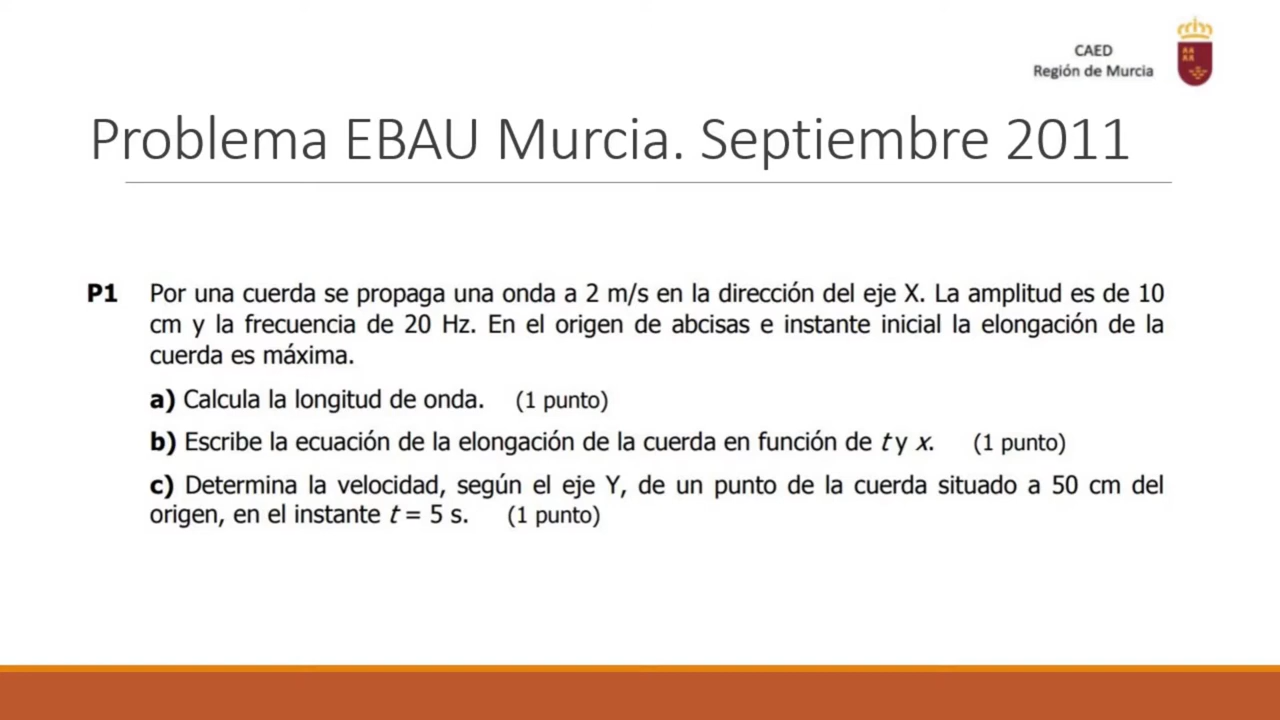 CAED
Región de Murcia
Problema EBAU Murcia. Septiembre 2011
P1 Por una cuerda se propaga una onda a 2 m/s en la dirección del eje X. La amplitud es de 10
cm y la frecuencia de 20 Hz. En el origen de abcisas e instante inicial la elongación de la
cuerda es máxima.
a) Calcula la longitud de onda. (1 punto)
b) Escribe la ecuación de la elongación de la cuerda en función de t y x. (1 punto)
c) Determina la velocidad, según el eje Y, de un punto de la cuerda situado a 50 cm del
origen, en el instante t = 5 s. (1 punto)